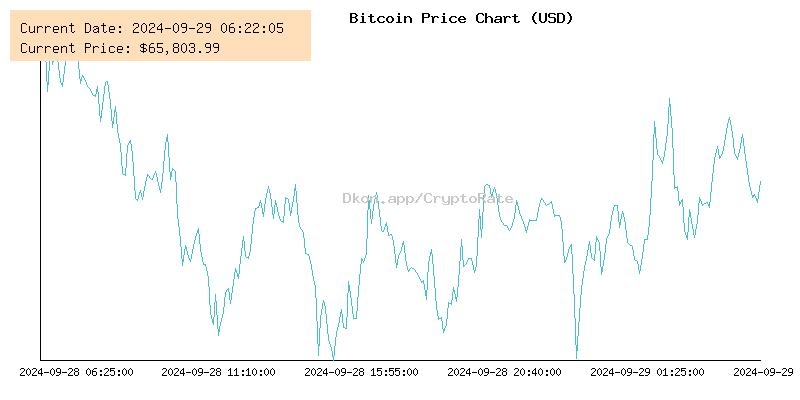 Bitcoin Price Chart (USD)
Current Date: 2024-09-29 06:22:05
Current Price: $65,803.99
Dkon.app/CryptoRate
2024-09-28 06:25:00 2024-09-28 11:10:00 2024-09-28 15:55:00 2024-09-28 20:40:00 2024-09-29 01:25:00 2024-09-29